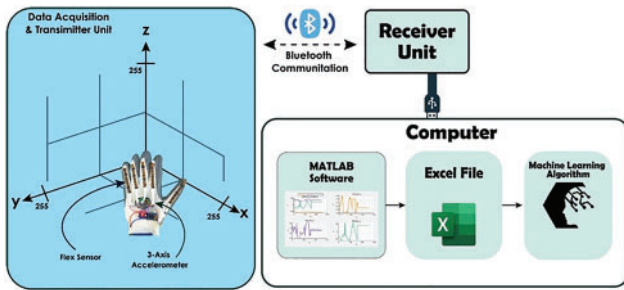 Data Acquisition
& Transimitter Unit
Z
255
y
255
255
x
Flex Sensor
3-Axis
Accelerometer
Bluetooth
Communitation
Receiver
Unit
Computer
MATLAB
Software
Excel File
X
Machine Learning
Algorithm